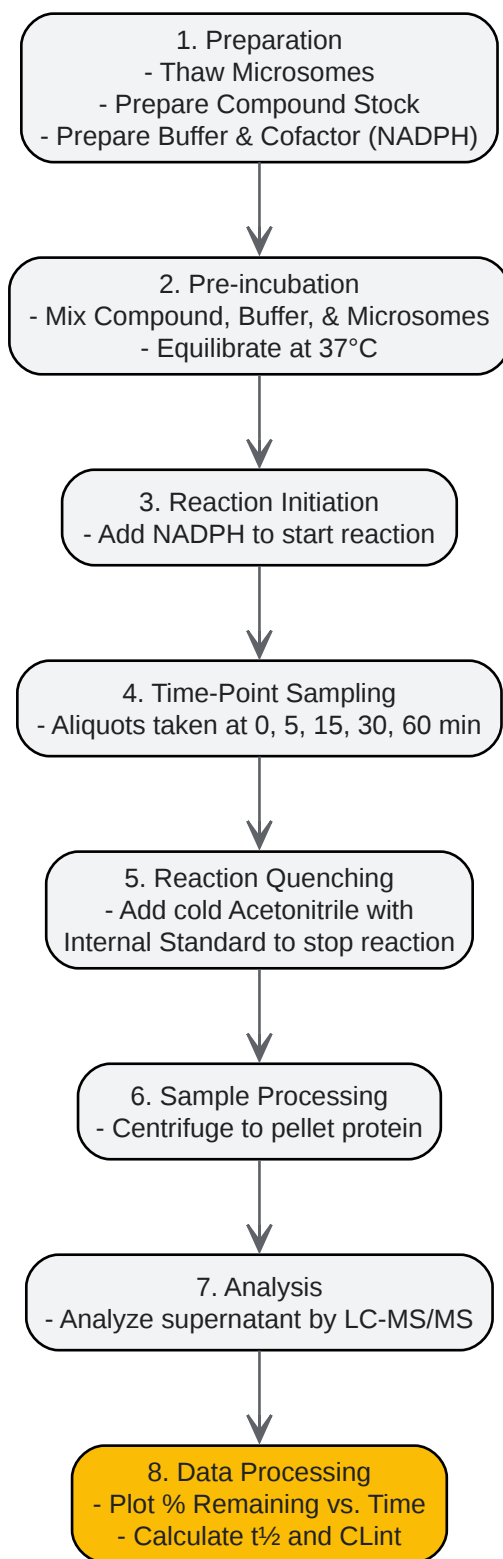 1. Preparation
- Thaw Microsomes
- Prepare Compound Stock
- Prepare Buffer & Cofactor (NADPH)
2. Pre-incubation
- Mix Compound, Buffer, & Microsomes
- Equilibrate at 37°C
3. Reaction Initiation
- Add NADPH to start reaction
4. Time-Point Sampling
- Aliquots taken at 0, 5, 15, 30, 60 min
5. Reaction Quenching
- Add cold Acetonitrile with
Internal Standard to stop reaction
6. Sample Processing
- Centrifuge to pellet protein
7. Analysis
- Analyze supernatant by LC-MS/MS
8. Data Processing
- Plot % Remaining vs. Time
- Calculate t½ and CLint